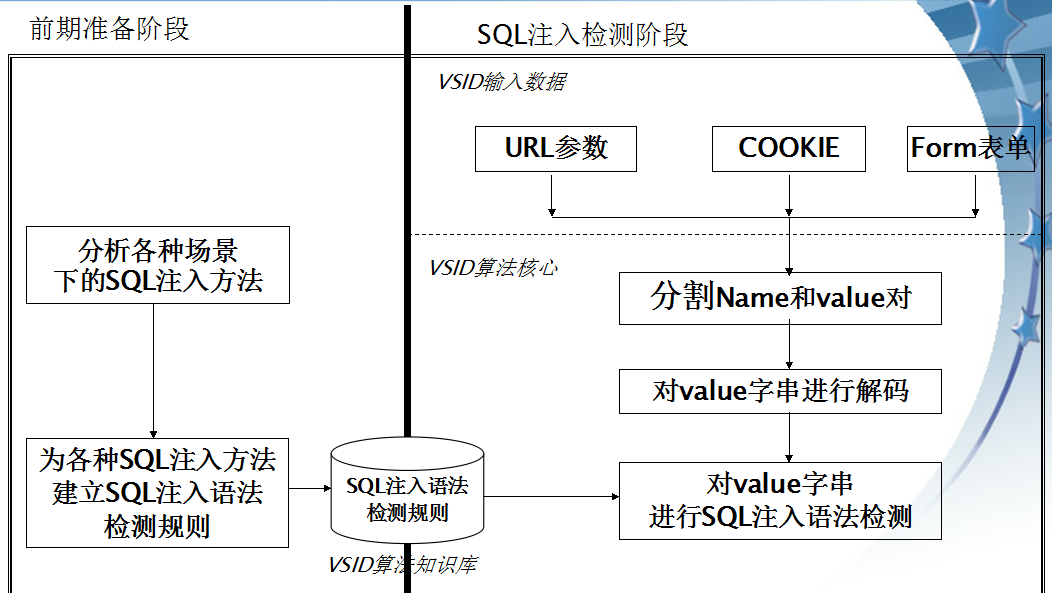 前期准备阶段
SQL注入检测阶段
VSID输入数据
URL参数
COOKIE
Form表单
分析各种场景
下的SQL注入方法
VSID算法核心
分割Name和value对
对value字串进行解码
为各种SQL注入方法
建立SQL注入语法
检测规则
SQL注入语法
检测规则
对value字串
进行SQL注入语法检测
VSID算法知识库